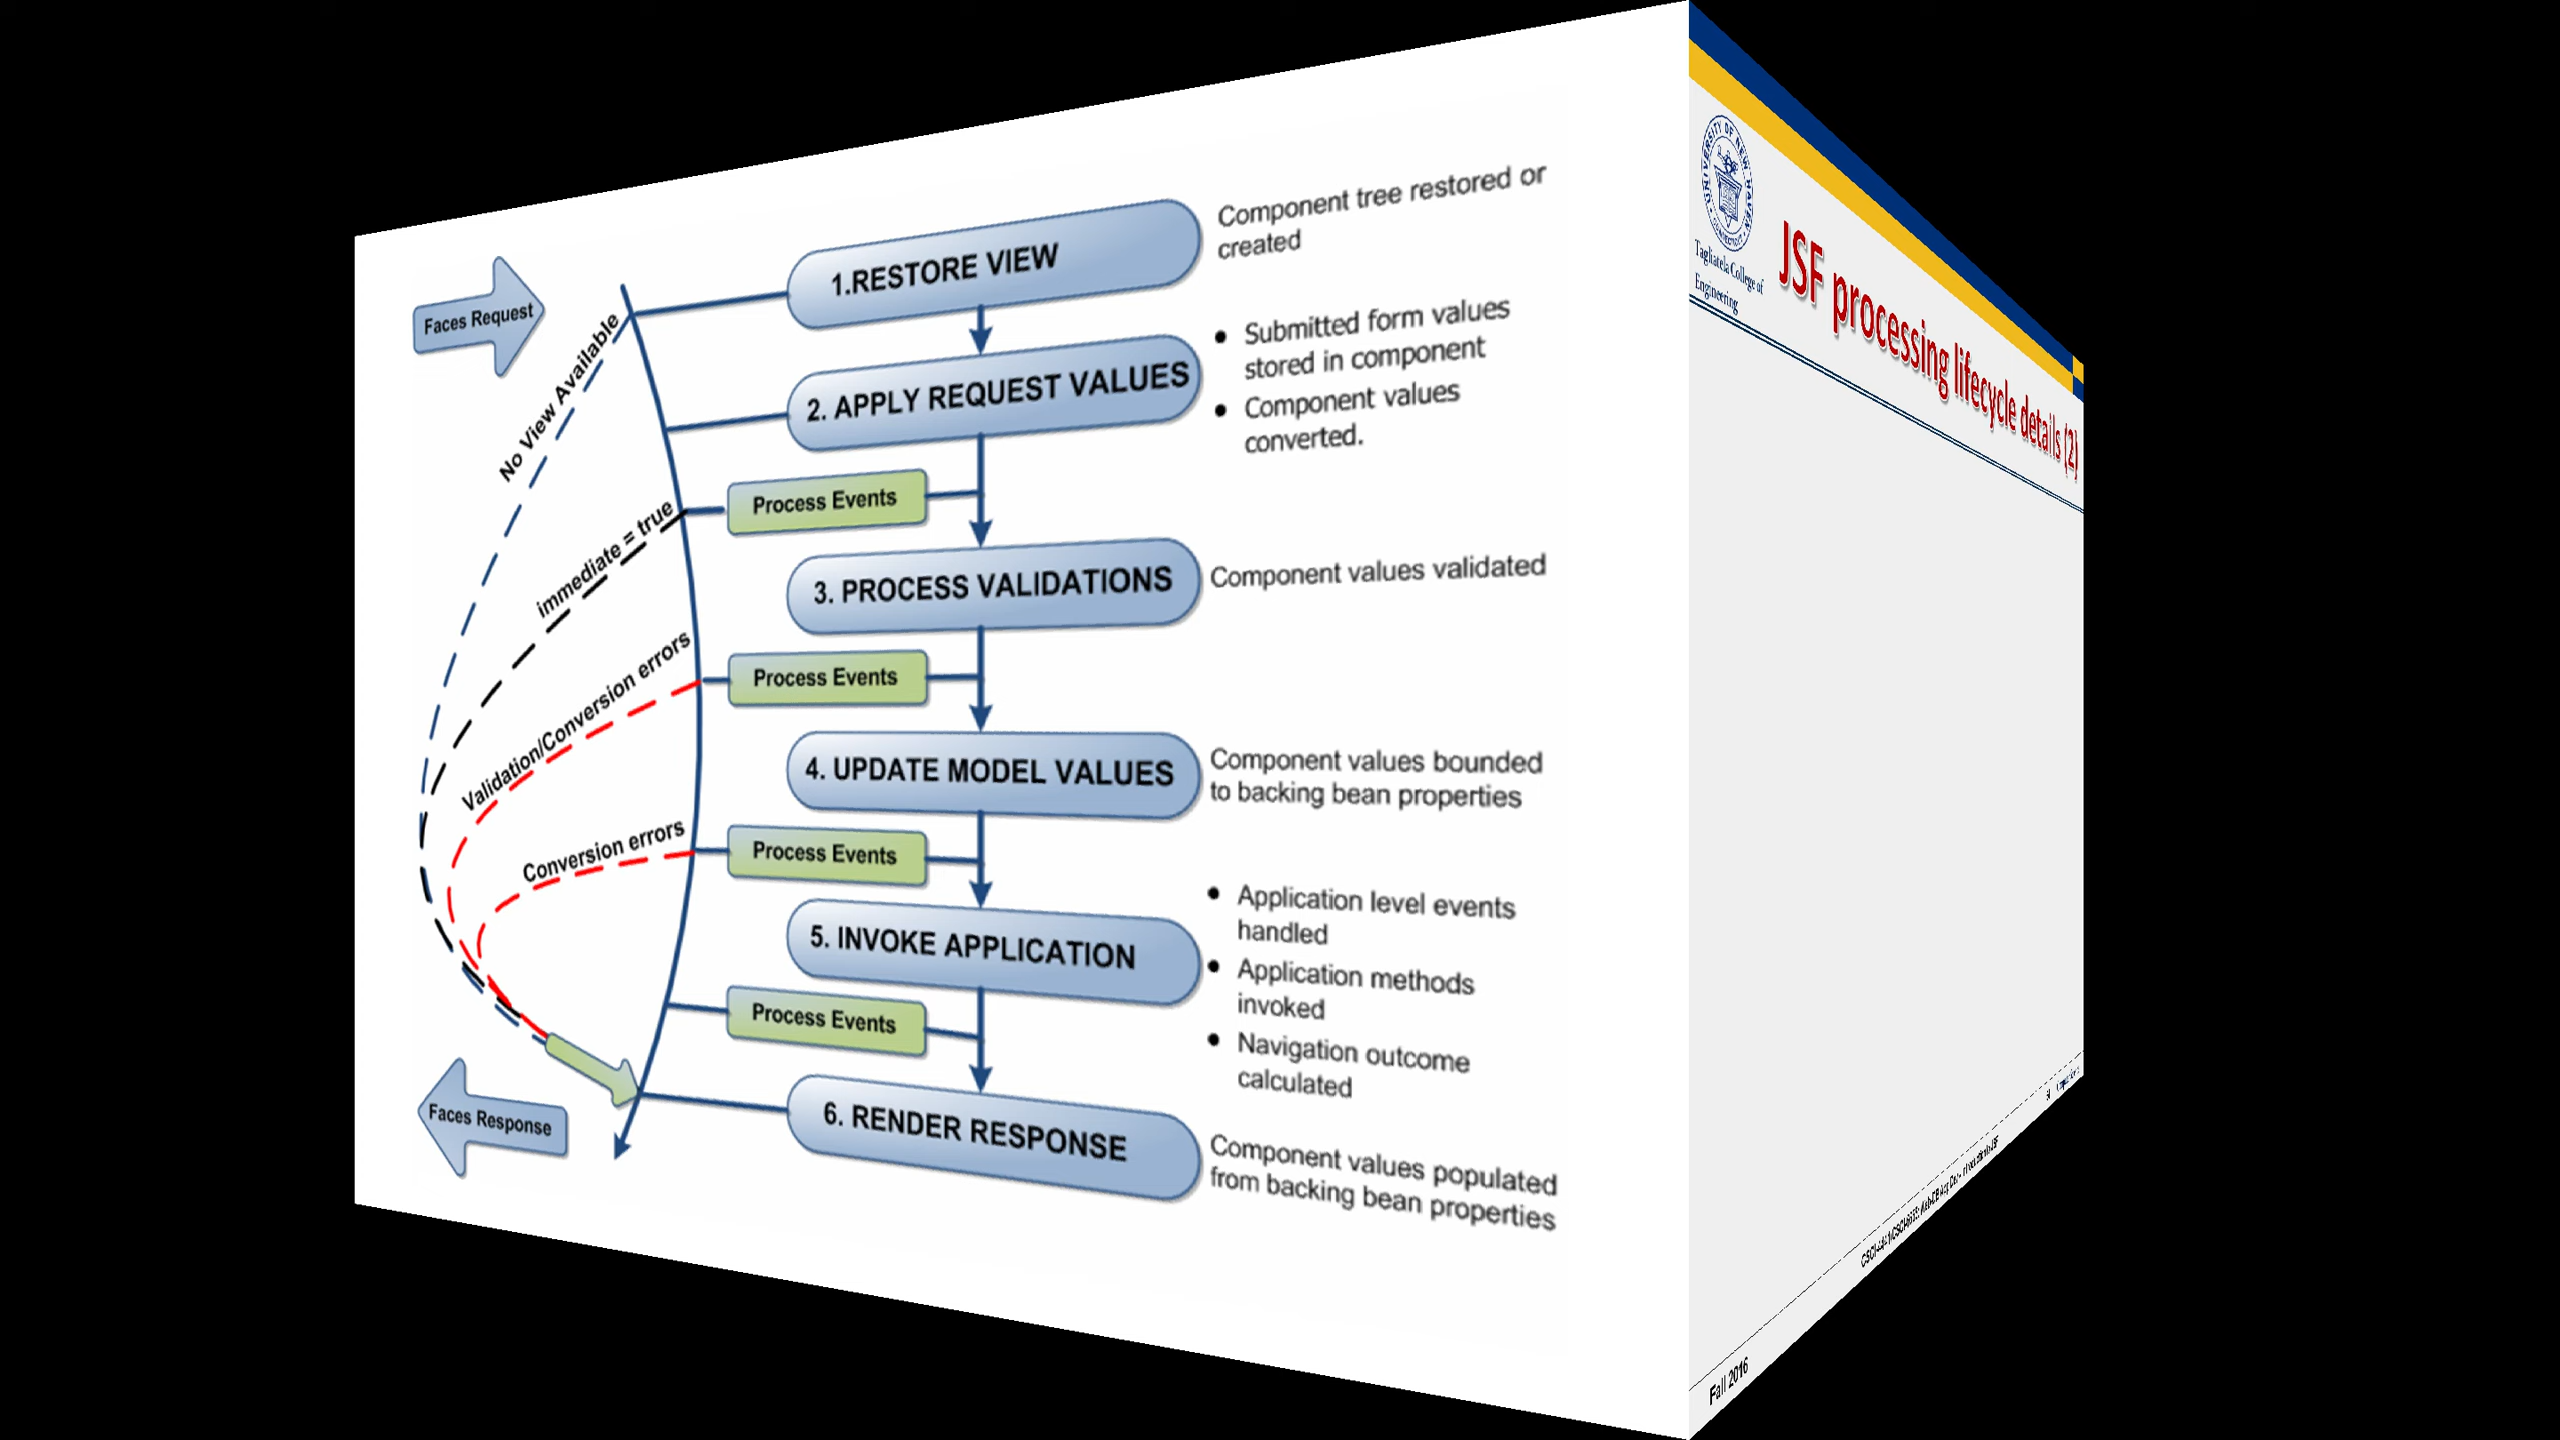 Faces Request
No View Available
immediate = true
Validation/Conversion errors
Conversion errors
Faces Response
1.RESTORE VIEW
Component tree restored or
created
2. APPLY REQUEST VALUES
• Submitted form values
stored in component
• Component values
converted.
Process Events
3. PROCESS VALIDATIONS
Component values validated
Process Events
4. UPDATE MODEL VALUES
Component values bounded
to backing bean properties
Process Events
5. INVOKE APPLICATION
• Application level events
handled
• Application methods
invoked
• Navigation outcome
calculated
Process Events
6. RENDER RESPONSE
Component values populated
from backing bean properties
UNIVERSITY OF NEW HAVEN
Tagliatela College of
Engineering
JSF processing lifecycle details (2)
Fall 2016